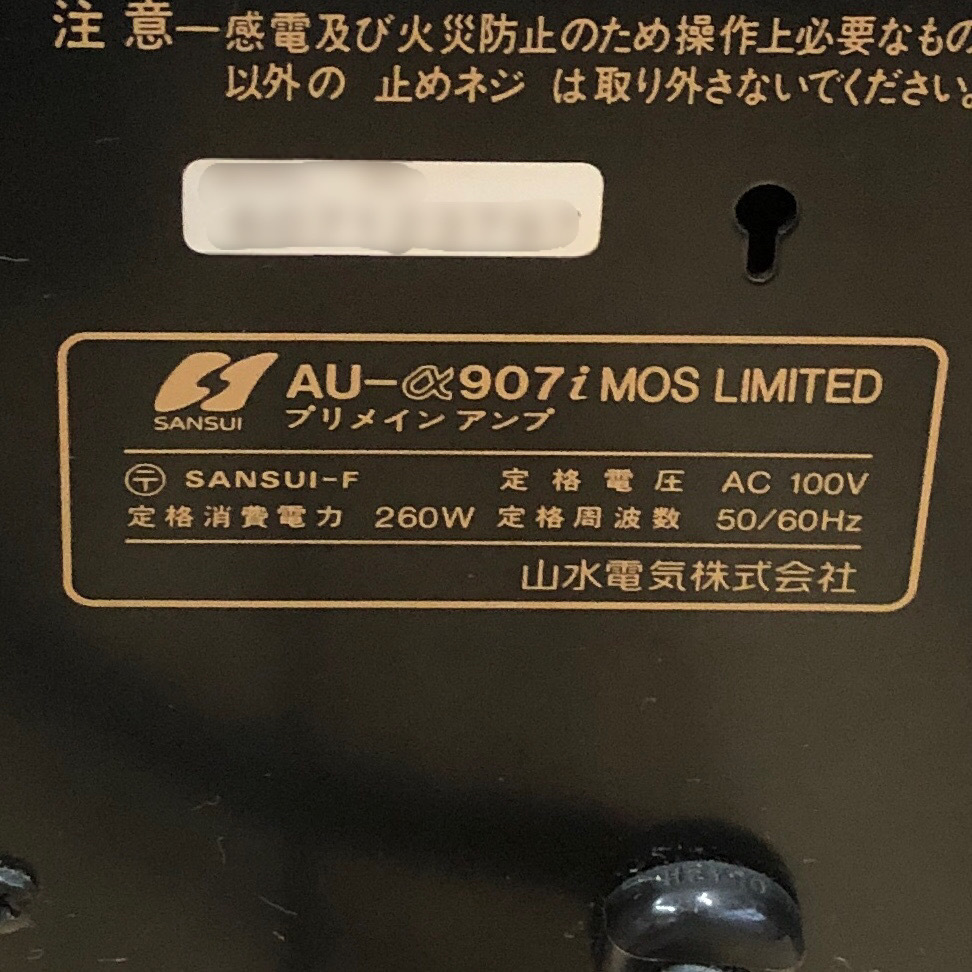 注意―感電及び火災防止のため操作上必要なもの
以外の 止めネジ は取り外さないでください。
SANSUI
AU-α907i MOS LIMITED
プリメインアンプ
〒 SANSUI-F 定格電圧 AC 100V
定格消費電力 260W 定格周波数 50/60Hz
山水電気株式会社
HEYCO